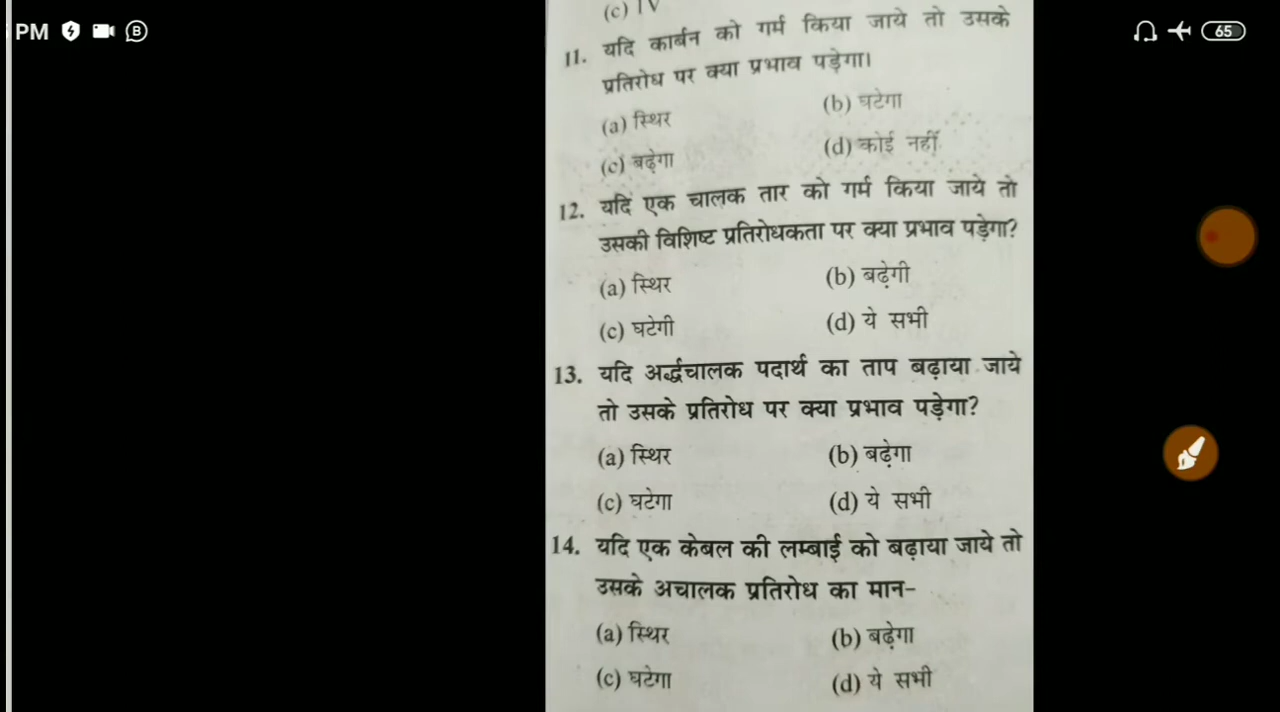 PM
65
(c) IV
11. यदि कार्बन को गर्म किया जाये तो उसके
प्रतिरोध पर क्या प्रभाव पड़ेगा।
(a) स्थिर (b) घटेगा
(c) बढ़ेगा (d) कोई नहीं
12. यदि एक चालक तार को गर्म किया जाये तो
उसकी विशिष्ट प्रतिरोधकता पर क्या प्रभाव पड़ेगा?
(a) स्थिर (b) बढ़ेगी
(c) घटेगी (d) ये सभी
13. यदि अर्द्धचालक पदार्थ का ताप बढ़ाया जाये
तो उसके प्रतिरोध पर क्या प्रभाव पड़ेगा?
(a) स्थिर (b) बढ़ेगा
(c) घटेगा (d) ये सभी
14. यदि एक केबल की लम्बाई को बढ़ाया जाये तो
उसके अचालक प्रतिरोध का मान-
(a) स्थिर (b) बढ़ेगा
(c) घटेगा (d) ये सभी